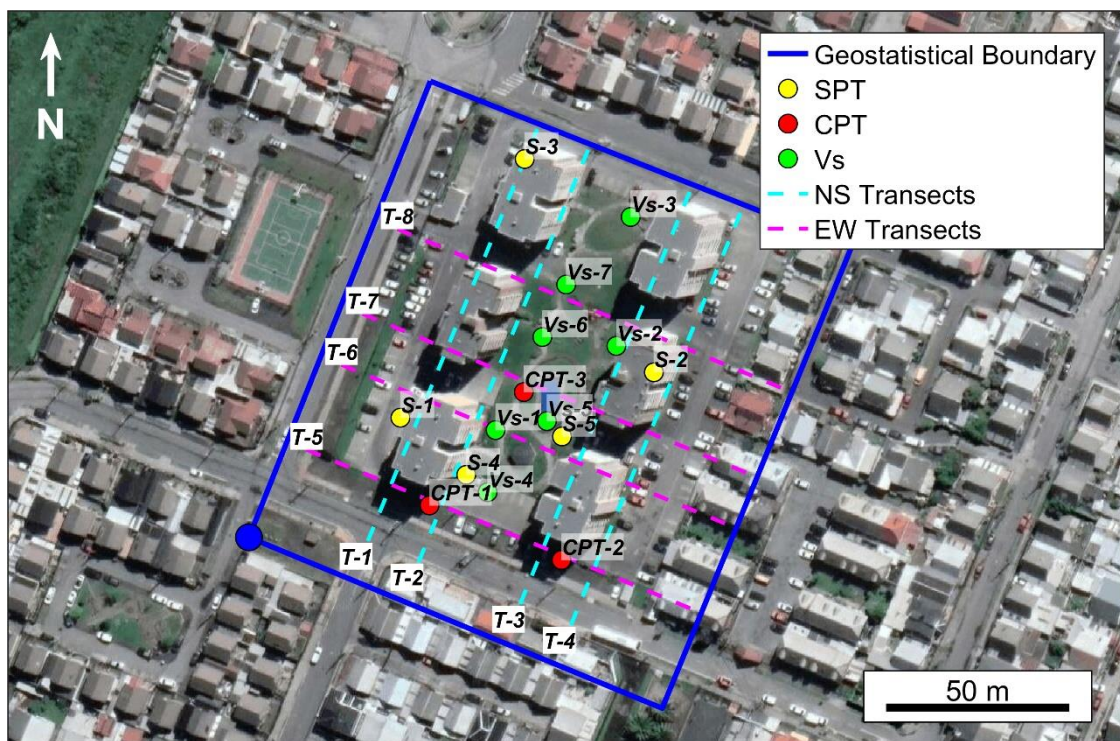 N
Geostatistical Boundary
SPT
CPT
Vs
NS Transects
EW Transects
S-3
Vs-3
T-8
Vs-7
T-7
Vs-6
Vs-2
T-6
S-2
CPT-3
S-1
Vs-1
Vs-5
S-5
T-5
S-4
Vs-4
CPT-1
CPT-2
T-1
T-2
T-3
T-4
50 m